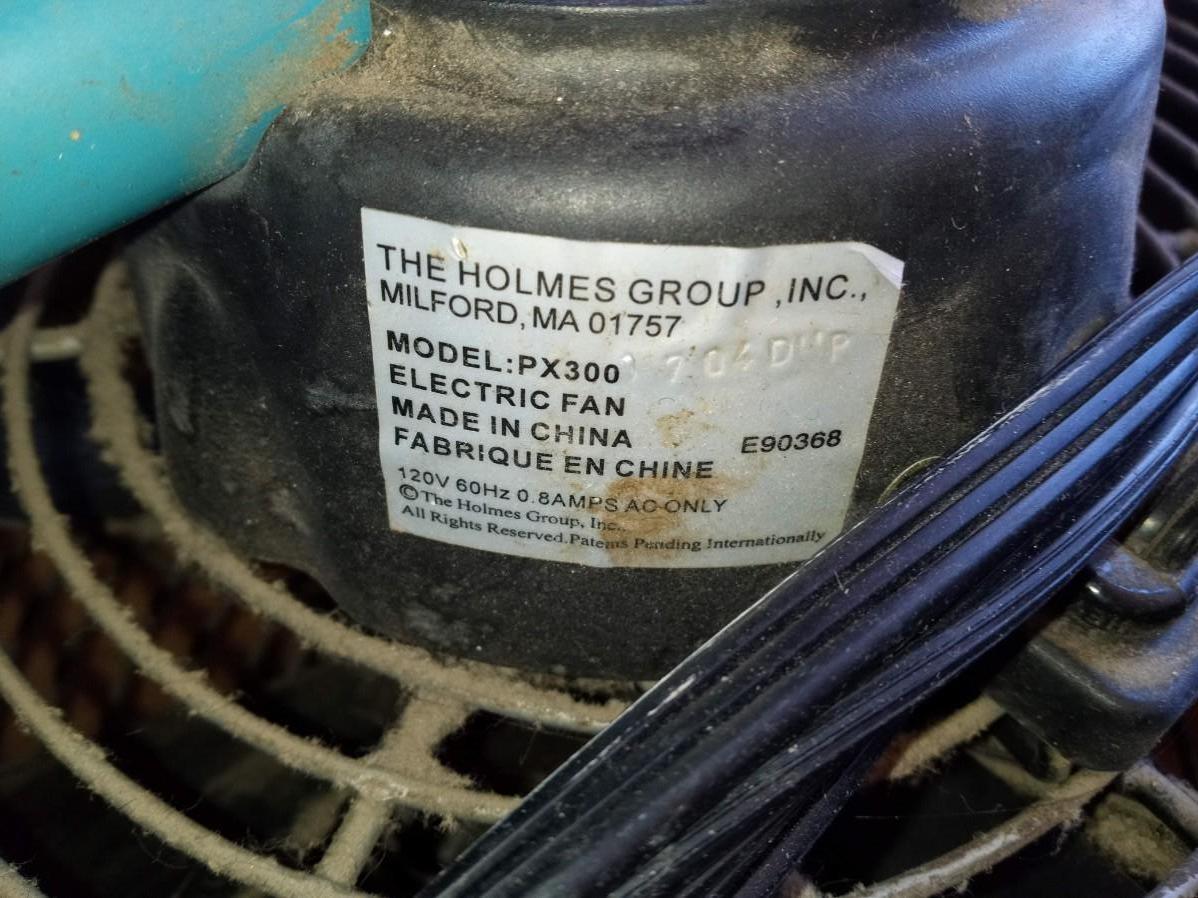 THE HOLMES GROUP ,INC.,
MILFORD, MA 01757
MODEL:PX300
ELECTRIC FAN
MADE IN CHINA
FABRIQUE EN CHINE
E90368
120V 60Hz 0.8AMPS AC ONLY
©The Holmes Group, Inc..
All Rights Reserved.Patents Pending Internationally